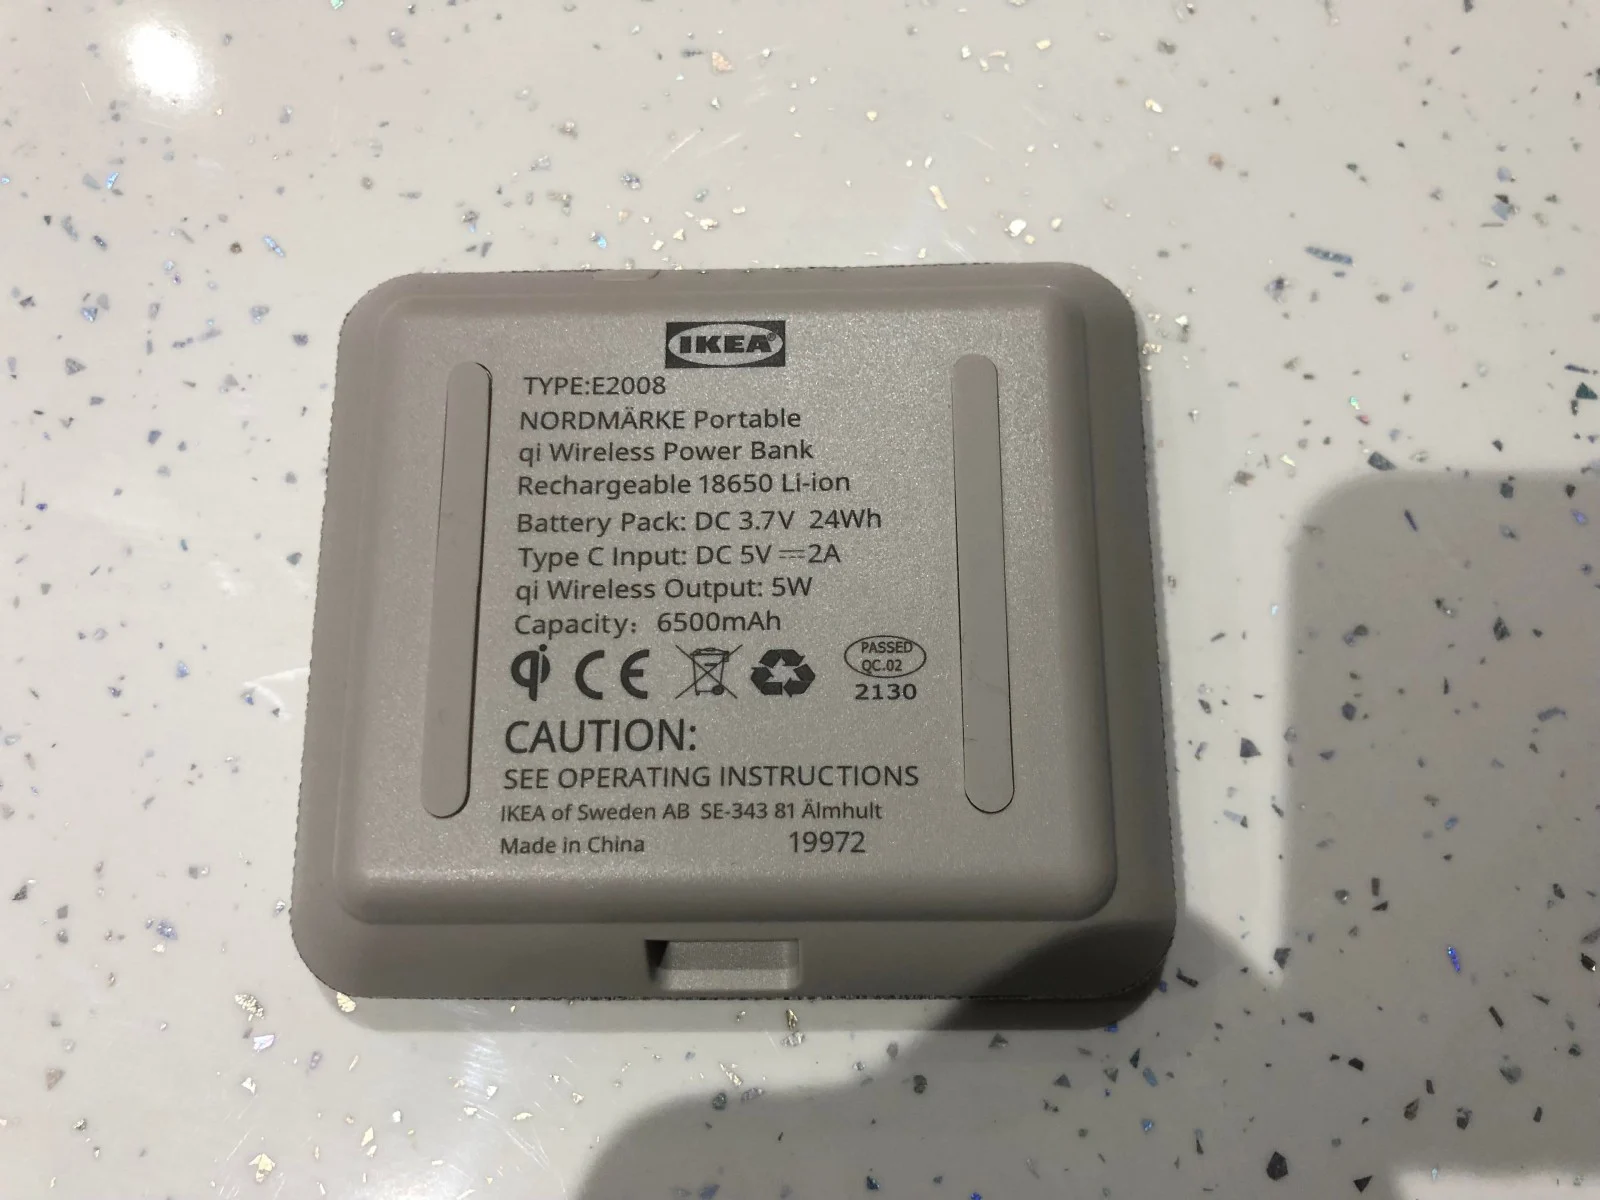 IKEA®
TYPE:E2008
NORDMÄRKE Portable
qi Wireless Power Bank
Rechargeable 18650 Li-ion
Battery Pack: DC 3.7V 24Wh
Type C Input: DC 5V ⎓2A
qi Wireless Output: 5W
Capacity: 6500mAh
qi CE
PASSED
QC.02
2130
CAUTION:
SEE OPERATING INSTRUCTIONS
IKEA of Sweden AB SE-343 81 Älmhult
Made in China 19972